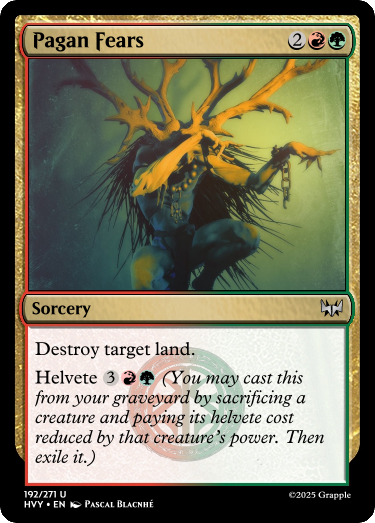 Pagan Fears 2
Sorcery
Destroy target land.
Helvete 3 (You may cast this
from your graveyard by sacrificing a
creature and paying its helvete cost
reduced by that creature's power. Then
exile it.)
192/271 U
HVY • EN Pascal Blacnhé
©2025 Grapple